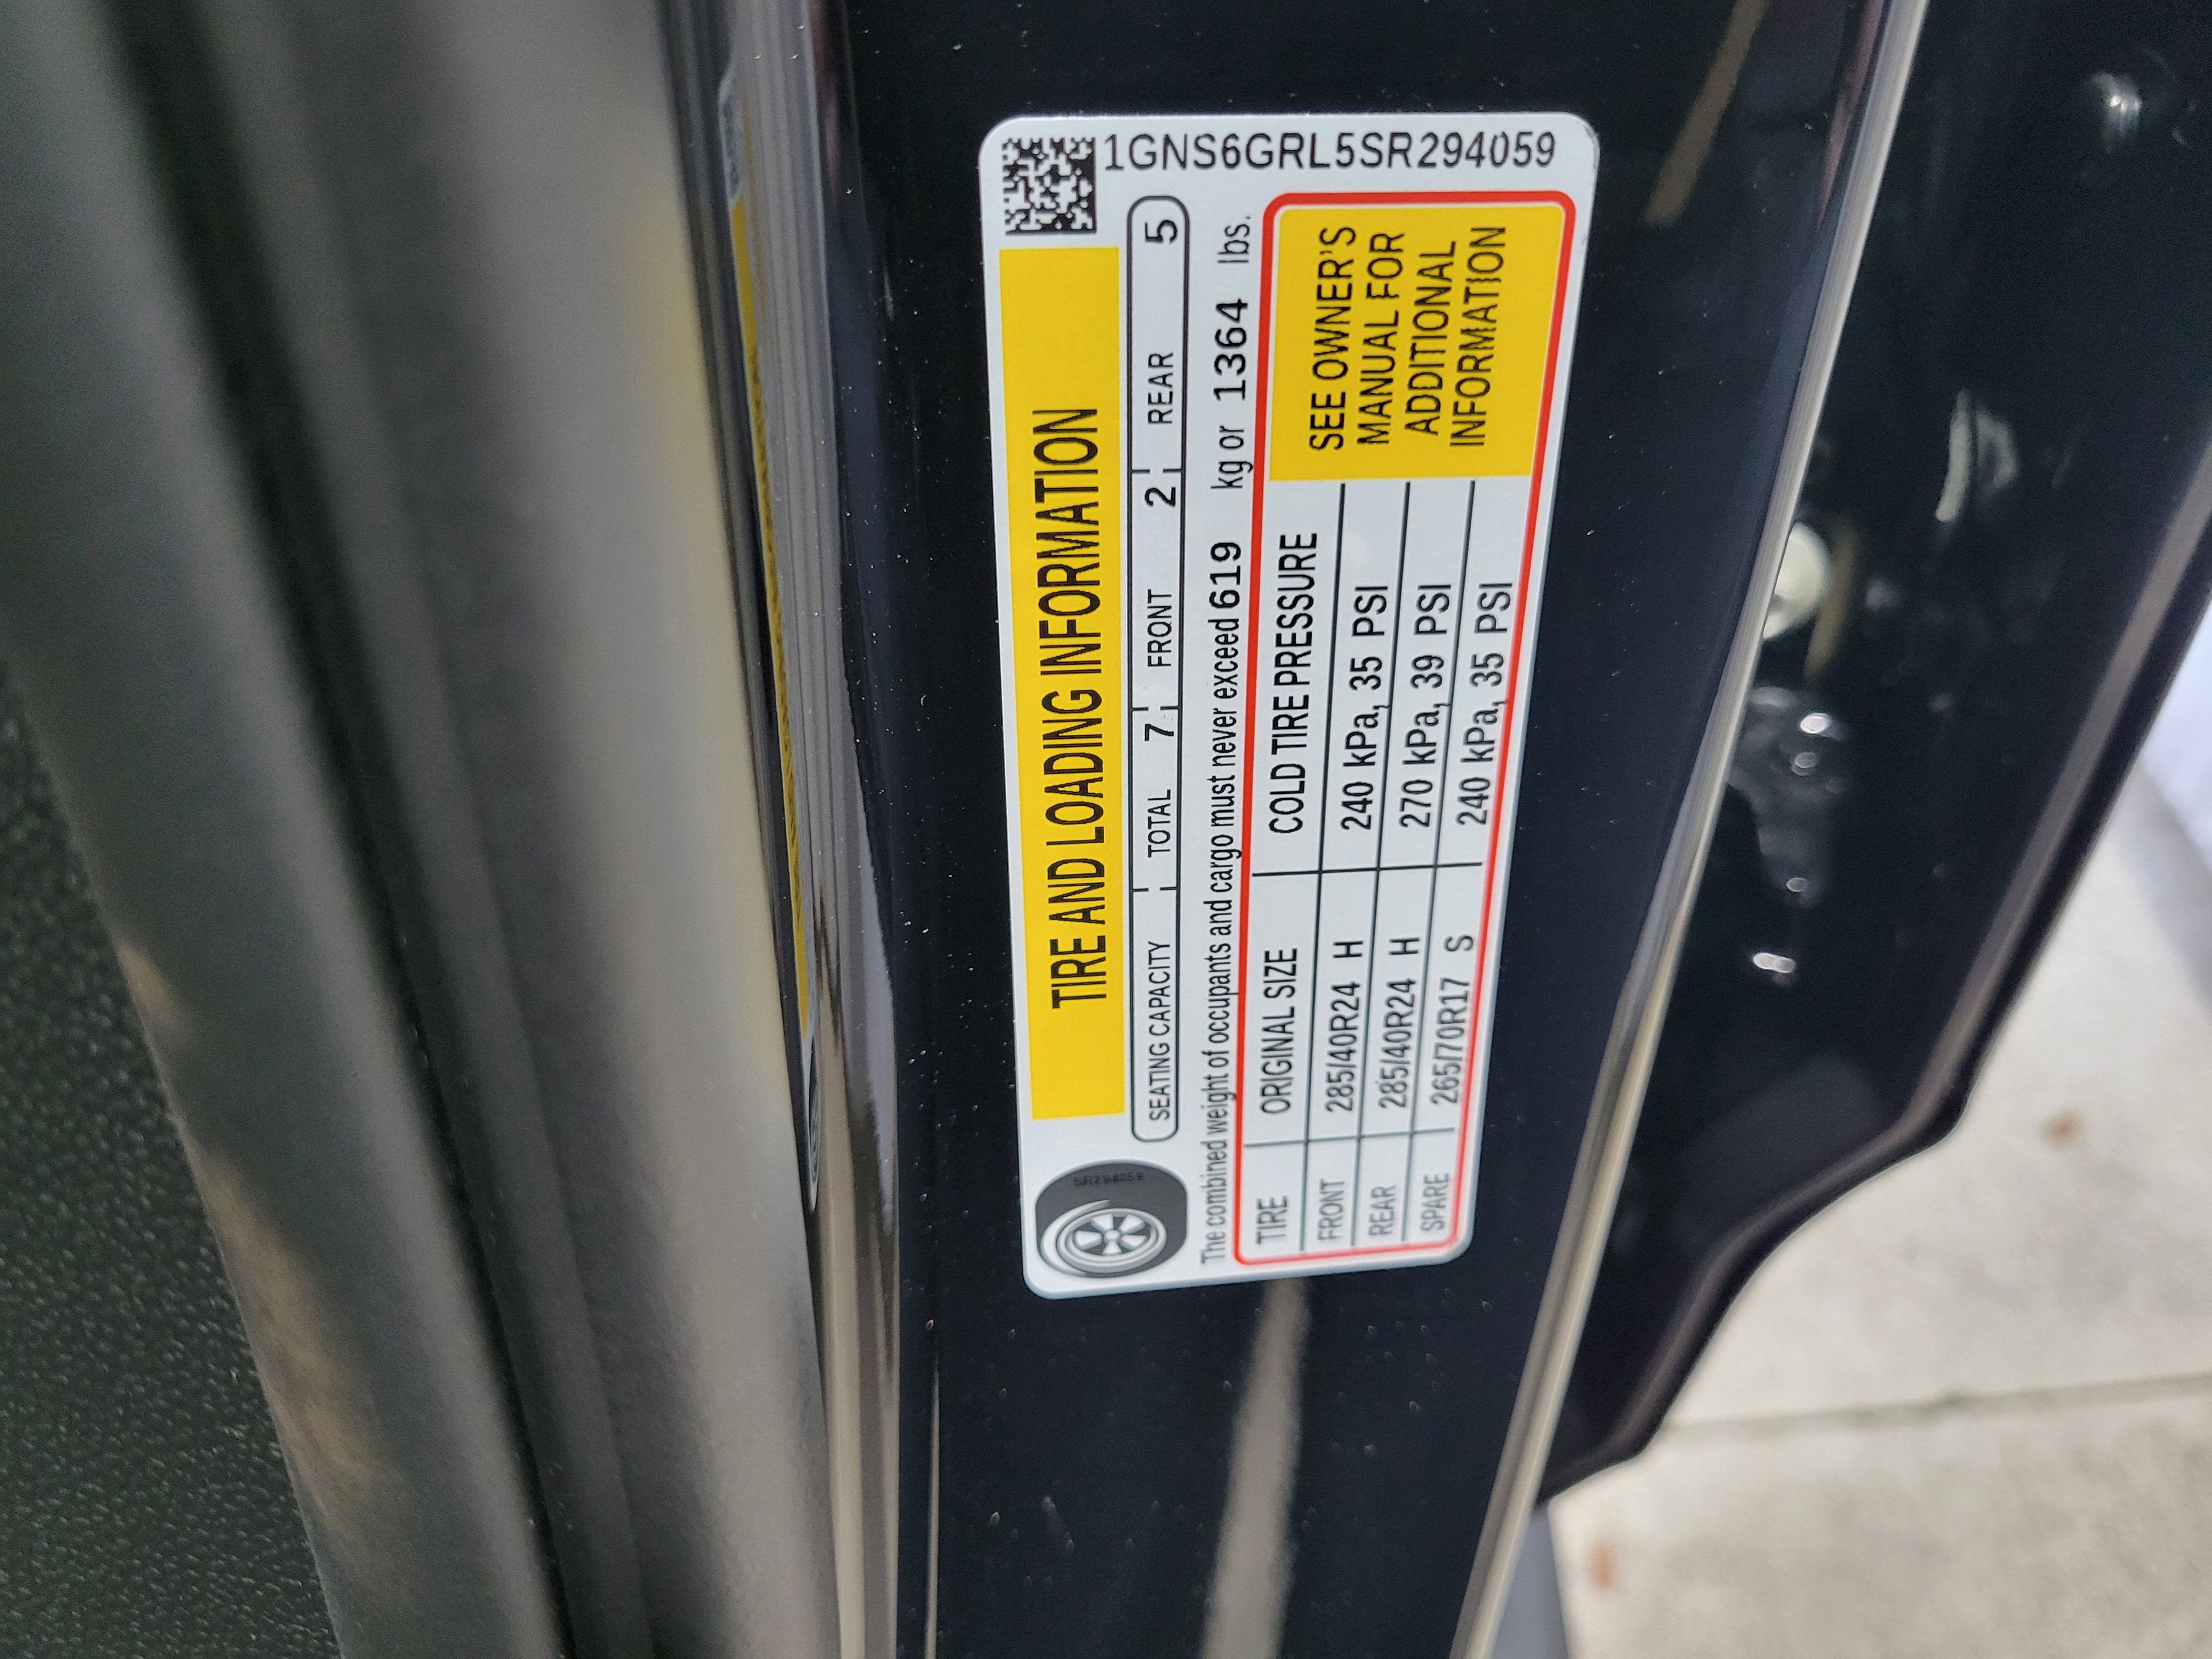 1GNS6GRL5SR294059
TIRE AND LOADING INFORMATION
SEATING CAPACITY TOTAL 7 FRONT 2 REAR 5
The combined weight of occupants and cargo must never exceed 619 kg or 1364 lbs.
TIRE ORIGINAL SIZE COLD TIRE PRESSURE
FRONT 285/40R24 H 240 kPa, 35 PSI
REAR 285/40R24 H 270 kPa, 39 PSI
SPARE 265/70R17 S 240 kPa, 35 PSI
SEE OWNER'S
MANUAL FOR
ADDITIONAL
INFORMATION
SR294059